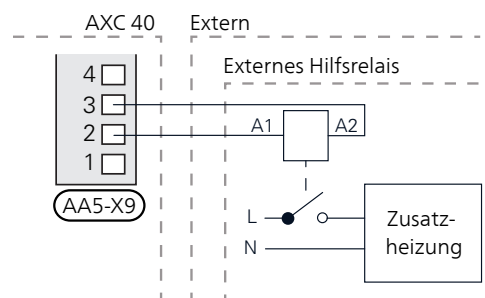 AXC 40
Extern
Externes Hilfsrelais
4
3
2
1
A1
A2
AA5-X9
L
N
Zusatz-
heizung